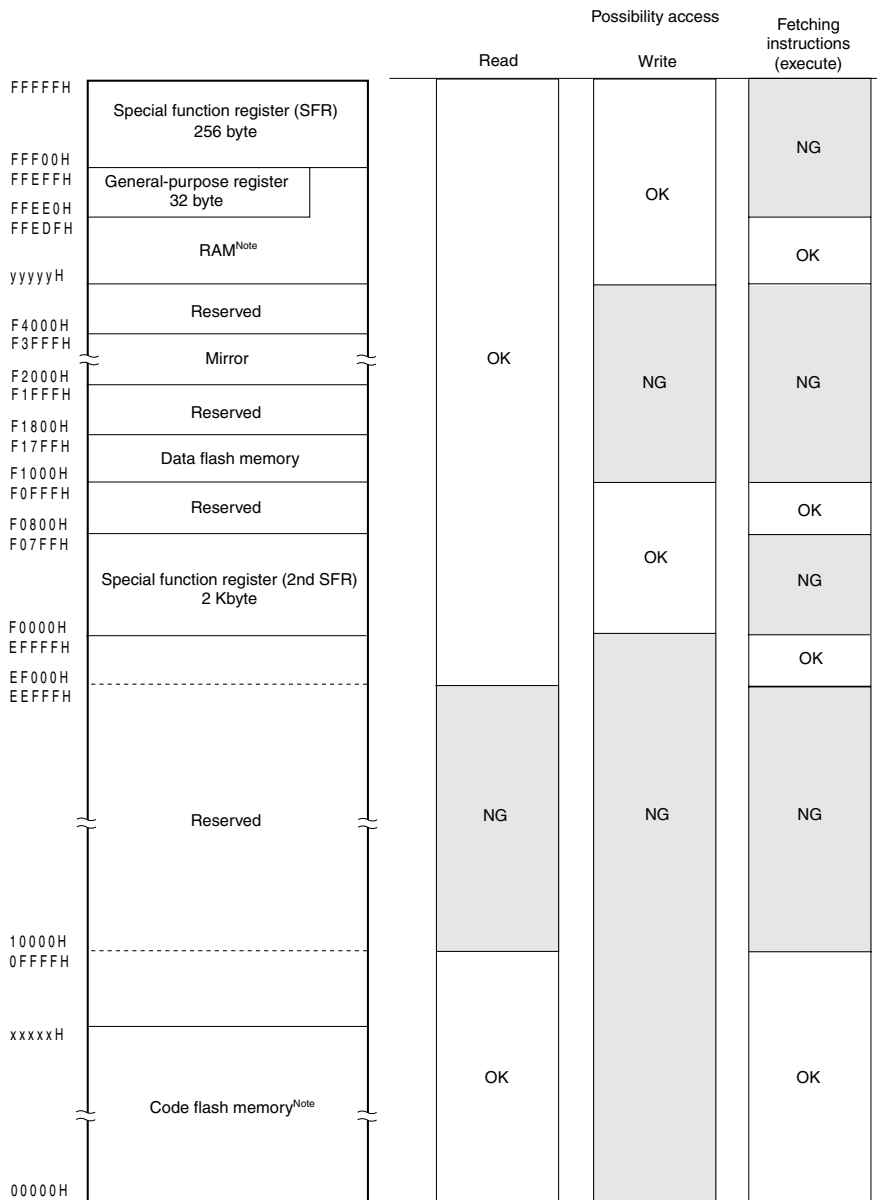 Possibility access
Read
Write
Fetching
instructions
(execute)
FFFFFH
Special function register (SFR)
256 byte
NG
FFF00H
FFEFFH
General-purpose register
32 byte
OK
FFEE0H
FFEDFH
RAMNote
OK
yyyyyH
Reserved
F4000H
F3FFFH
Mirror
OK
F2000H
F1FFFH
NG
NG
Reserved
F1800H
F17FFH
Data flash memory
F1000H
F0FFFH
Reserved
OK
F0800H
F07FFH
OK
Special function register (2nd SFR)
2 Kbyte
NG
F0000H
EFFFFH
OK
EF000H
EEFFFH
Reserved
NG
NG
NG
10000H
0FFFFH
xxxxxH
Code flash memoryNote
OK
OK
00000H